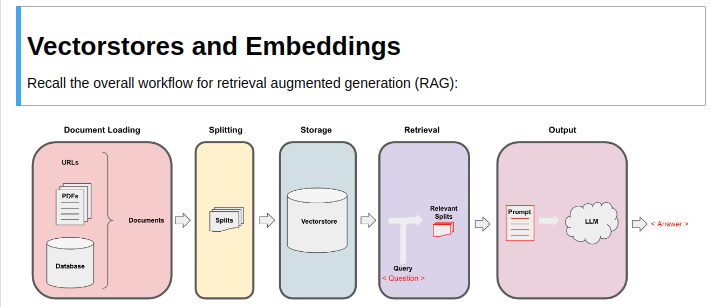 Vectorstores and Embeddings
Recall the overall workflow for retrieval augmented generation (RAG):
Document Loading
Splitting
Storage
Retrieval
Output
URLs
PDFs
Database
Documents
Splits
Vectorstore
Relevant
Splits
Query
< Question >
Prompt
LLM
< Answer >